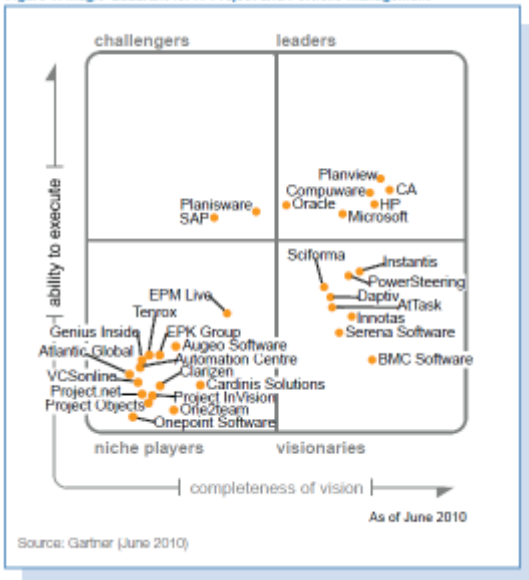 challengers
leaders
Planview
Compuware
CA
Oracle
HP
Microsoft
Planisware
SAP
ability to execute
Sciforma
Instantis
PowerSteering
Daptiv
AtTask
Innotas
Serena Software
BMC Software
EPM Live
Tenrox
Genius Inside
EPK Group
Augeo Software
Atlantic Global
Automation Centre
Clarizen
VCSonline
Cardinis Solutions
Project.net
Project InVision
Project Objects
One2team
Onepoint Software
niche players
visionaries
completeness of vision
As of June 2010
Source: Gartner (June 2010)